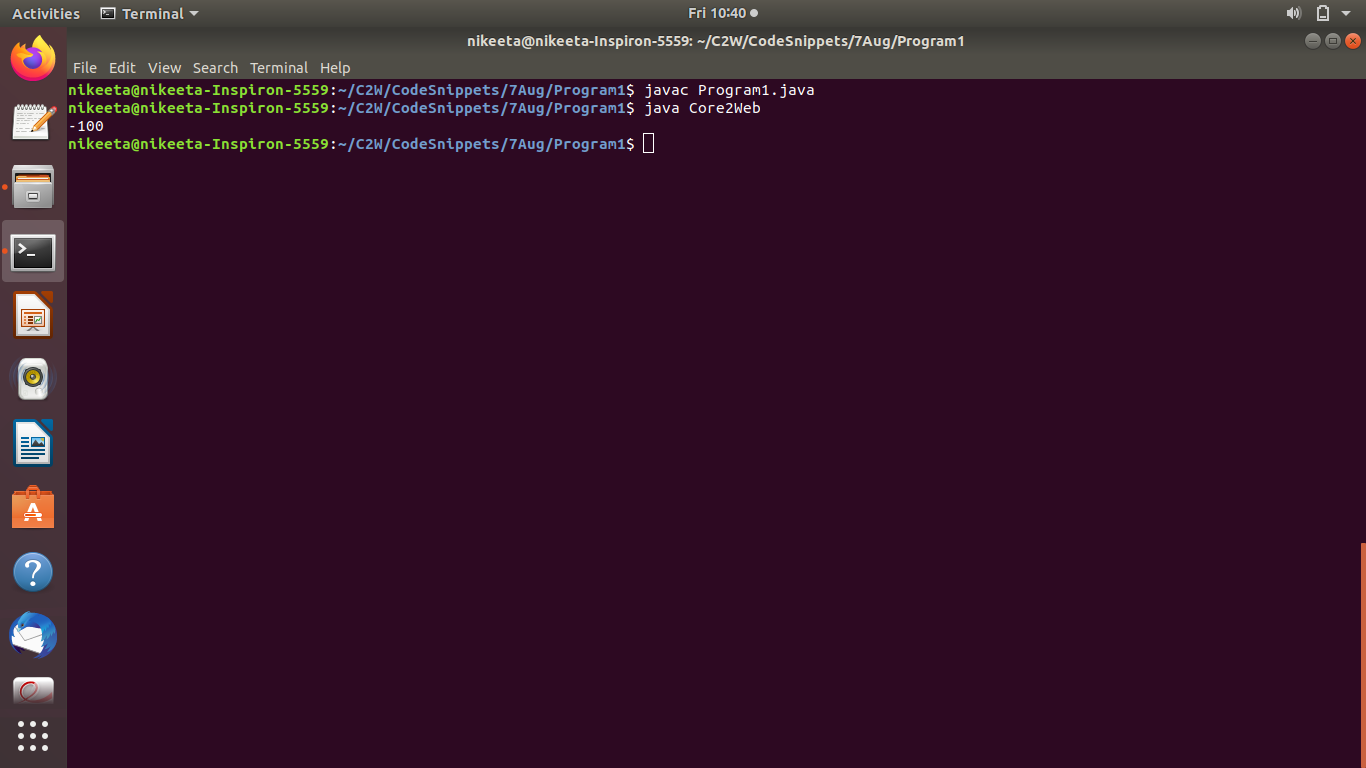 Activities Terminal Fri 10:40
nikeeta@nikeeta-Inspiron-5559: ~/C2W/CodeSnippets/7Aug/Program1
File Edit View Search Terminal Help
nikeeta@nikeeta-Inspiron-5559:~/C2W/CodeSnippets/7Aug/Program1$ javac Program1.java
nikeeta@nikeeta-Inspiron-5559:~/C2W/CodeSnippets/7Aug/Program1$ java Core2Web
-100
nikeeta@nikeeta-Inspiron-5559:~/C2W/CodeSnippets/7Aug/Program1$